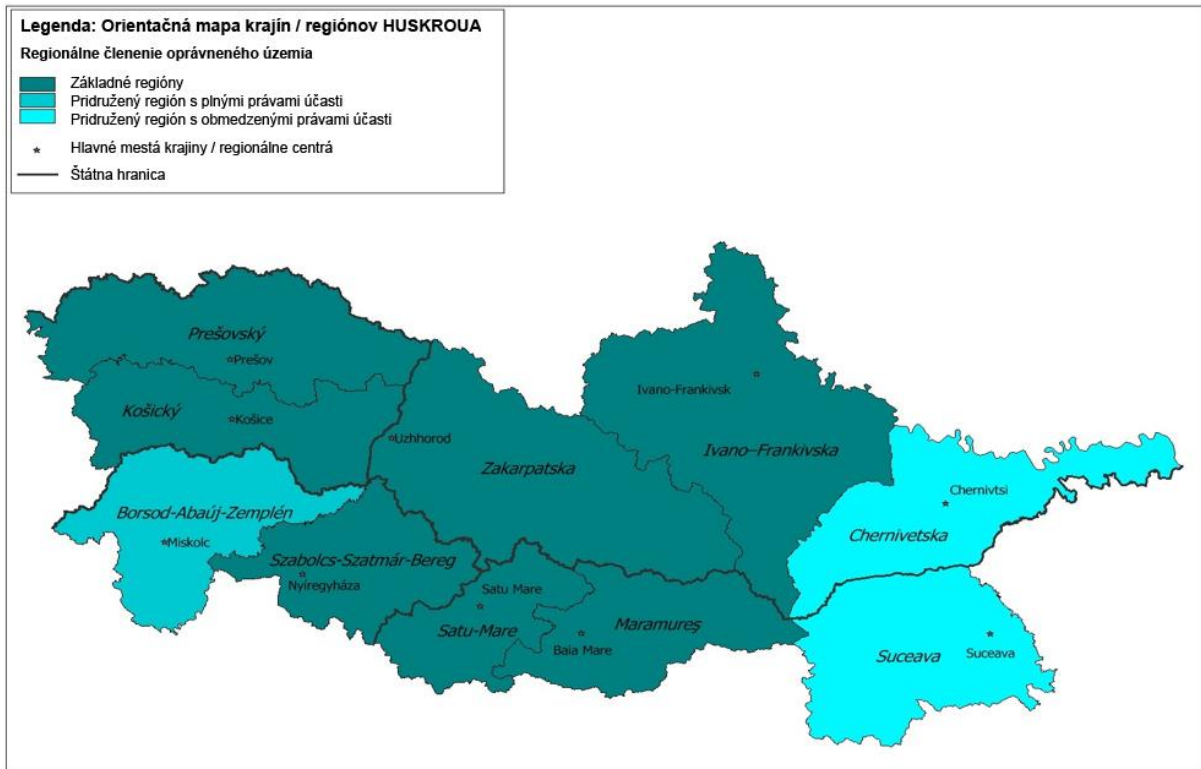 Legenda: Orientačná mapa krajín / regiónov HUSKROUA
Regionálne členenie oprávneného územia
Základné regióny
Pridružený región s plnými právami účasti
Pridružený región s obmedzenými právami účasti
Hlavné mestá krajiny / regionálne centrá
Štátna hranica
Prešovský
Prešov
Košický
Košice
Uzhhorod
Zakarpatska
Ivano-Frankivsk
Ivano-Frankivska
Chernivtsi
Chernivetska
Borsod-Abaúj-Zemplén
Miskolc
Szabolcs-Szatmár-Bereg
Nyíregyháza
Satu Mare
Satu-Mare
Maramureş
Baia Mare
Suceava
Suceava